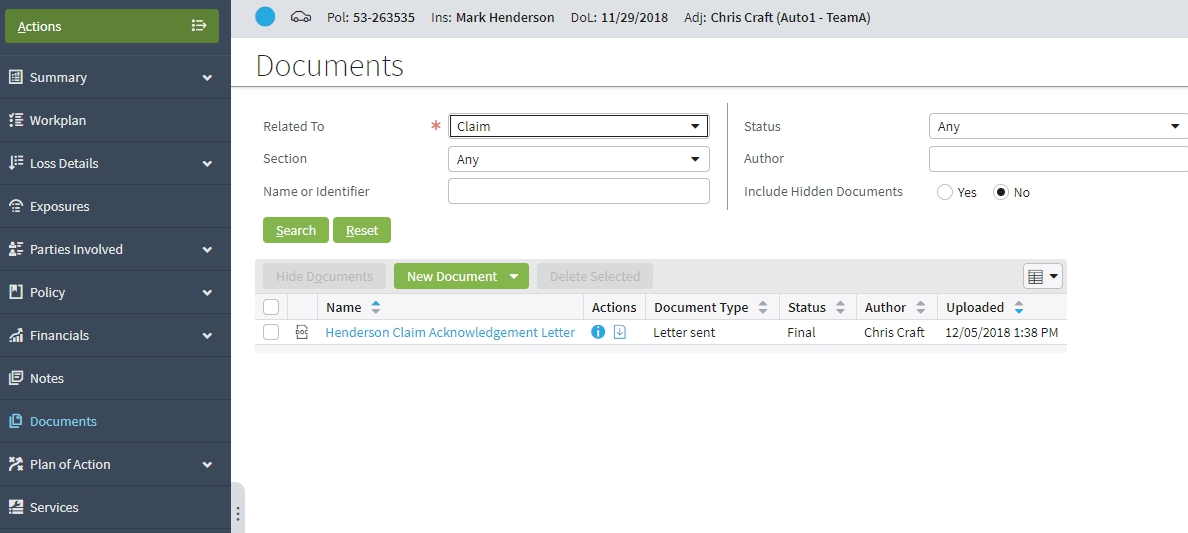 Actions
Pol: 53-263535 Ins: Mark Henderson DoL: 11/29/2018 Adj: Chris Craft (Auto1 - TeamA)
Summary
Workplan
Loss Details
Exposures
Parties Involved
Policy
Financials
Notes
Documents
Plan of Action
Services
Documents
Related To * Claim
Section Any
Name or Identifier
Status Any
Author
Include Hidden Documents Yes No
Search Reset
Hide Documents New Document Delete Selected
Name Actions Document Type Status Author Uploaded
DOC Henderson Claim Acknowledgement Letter Letter sent Final Chris Craft 12/05/2018 1:38 PM